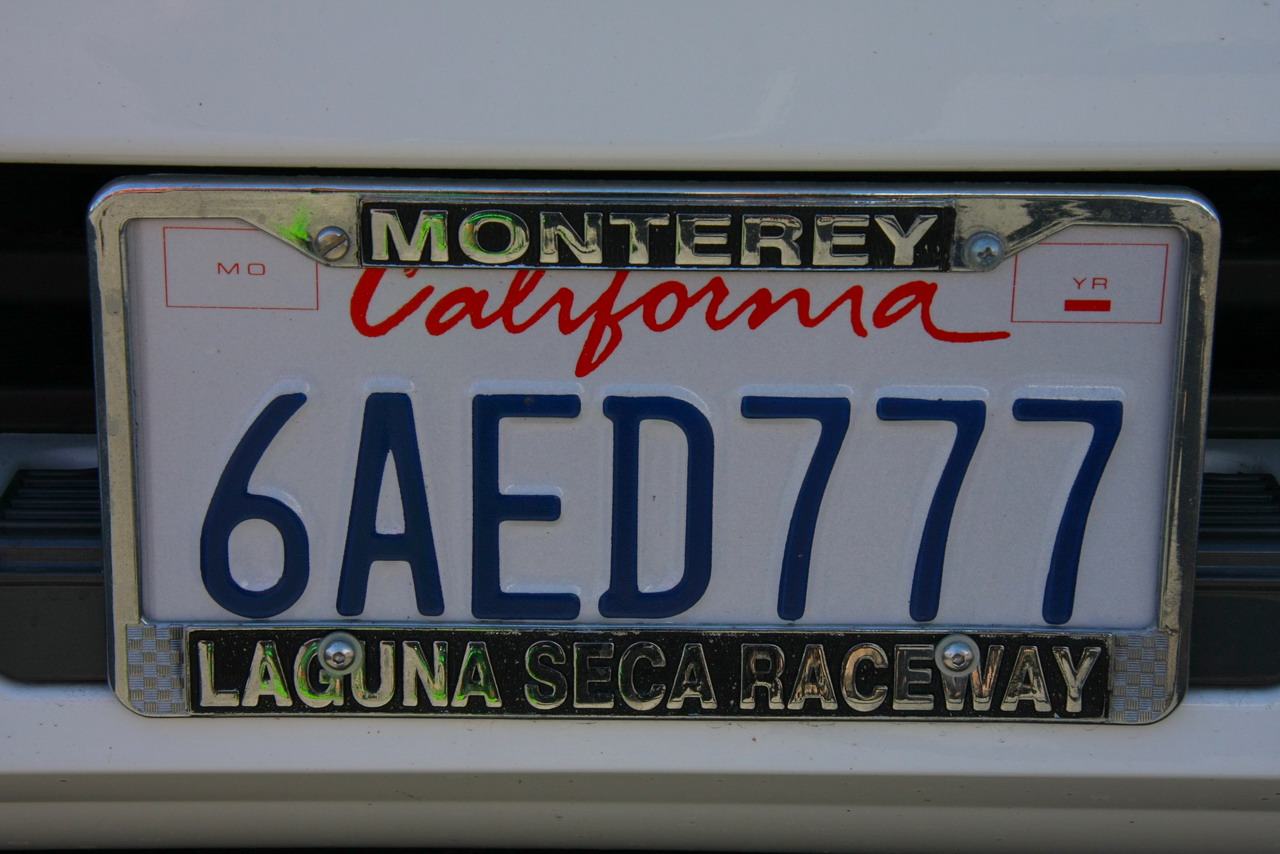 MONTEREY
MO California YR
6AED777
LAGUNA SECA RACEWAY